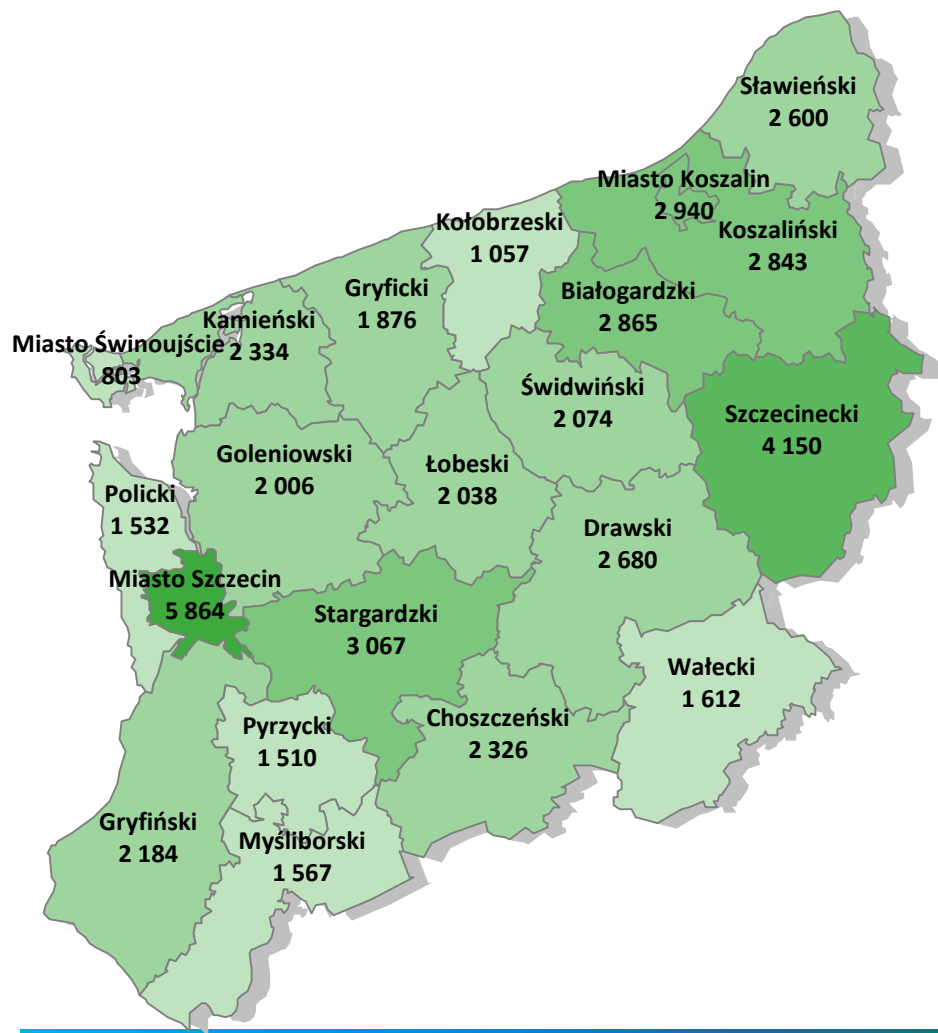 Sławieński
2 600
Miasto Koszalin
2 940
Kołobrzeski
1 057
Koszaliński
2 843
Gryficki
1 876
Białogardzki
2 865
Kamieński
2 334
Miasto Świnoujście
803
Świdwiński
2 074
Szczecinecki
4 150
Goleniowski
2 006
Łobeski
2 038
Policki
1 532
Drawski
2 680
Miasto Szczecin
5 864
Stargardzki
3 067
Wałecki
1 612
Choszczeński
2 326
Pyrzycki
1 510
Gryfiński
2 184
Myśliborski
1 567